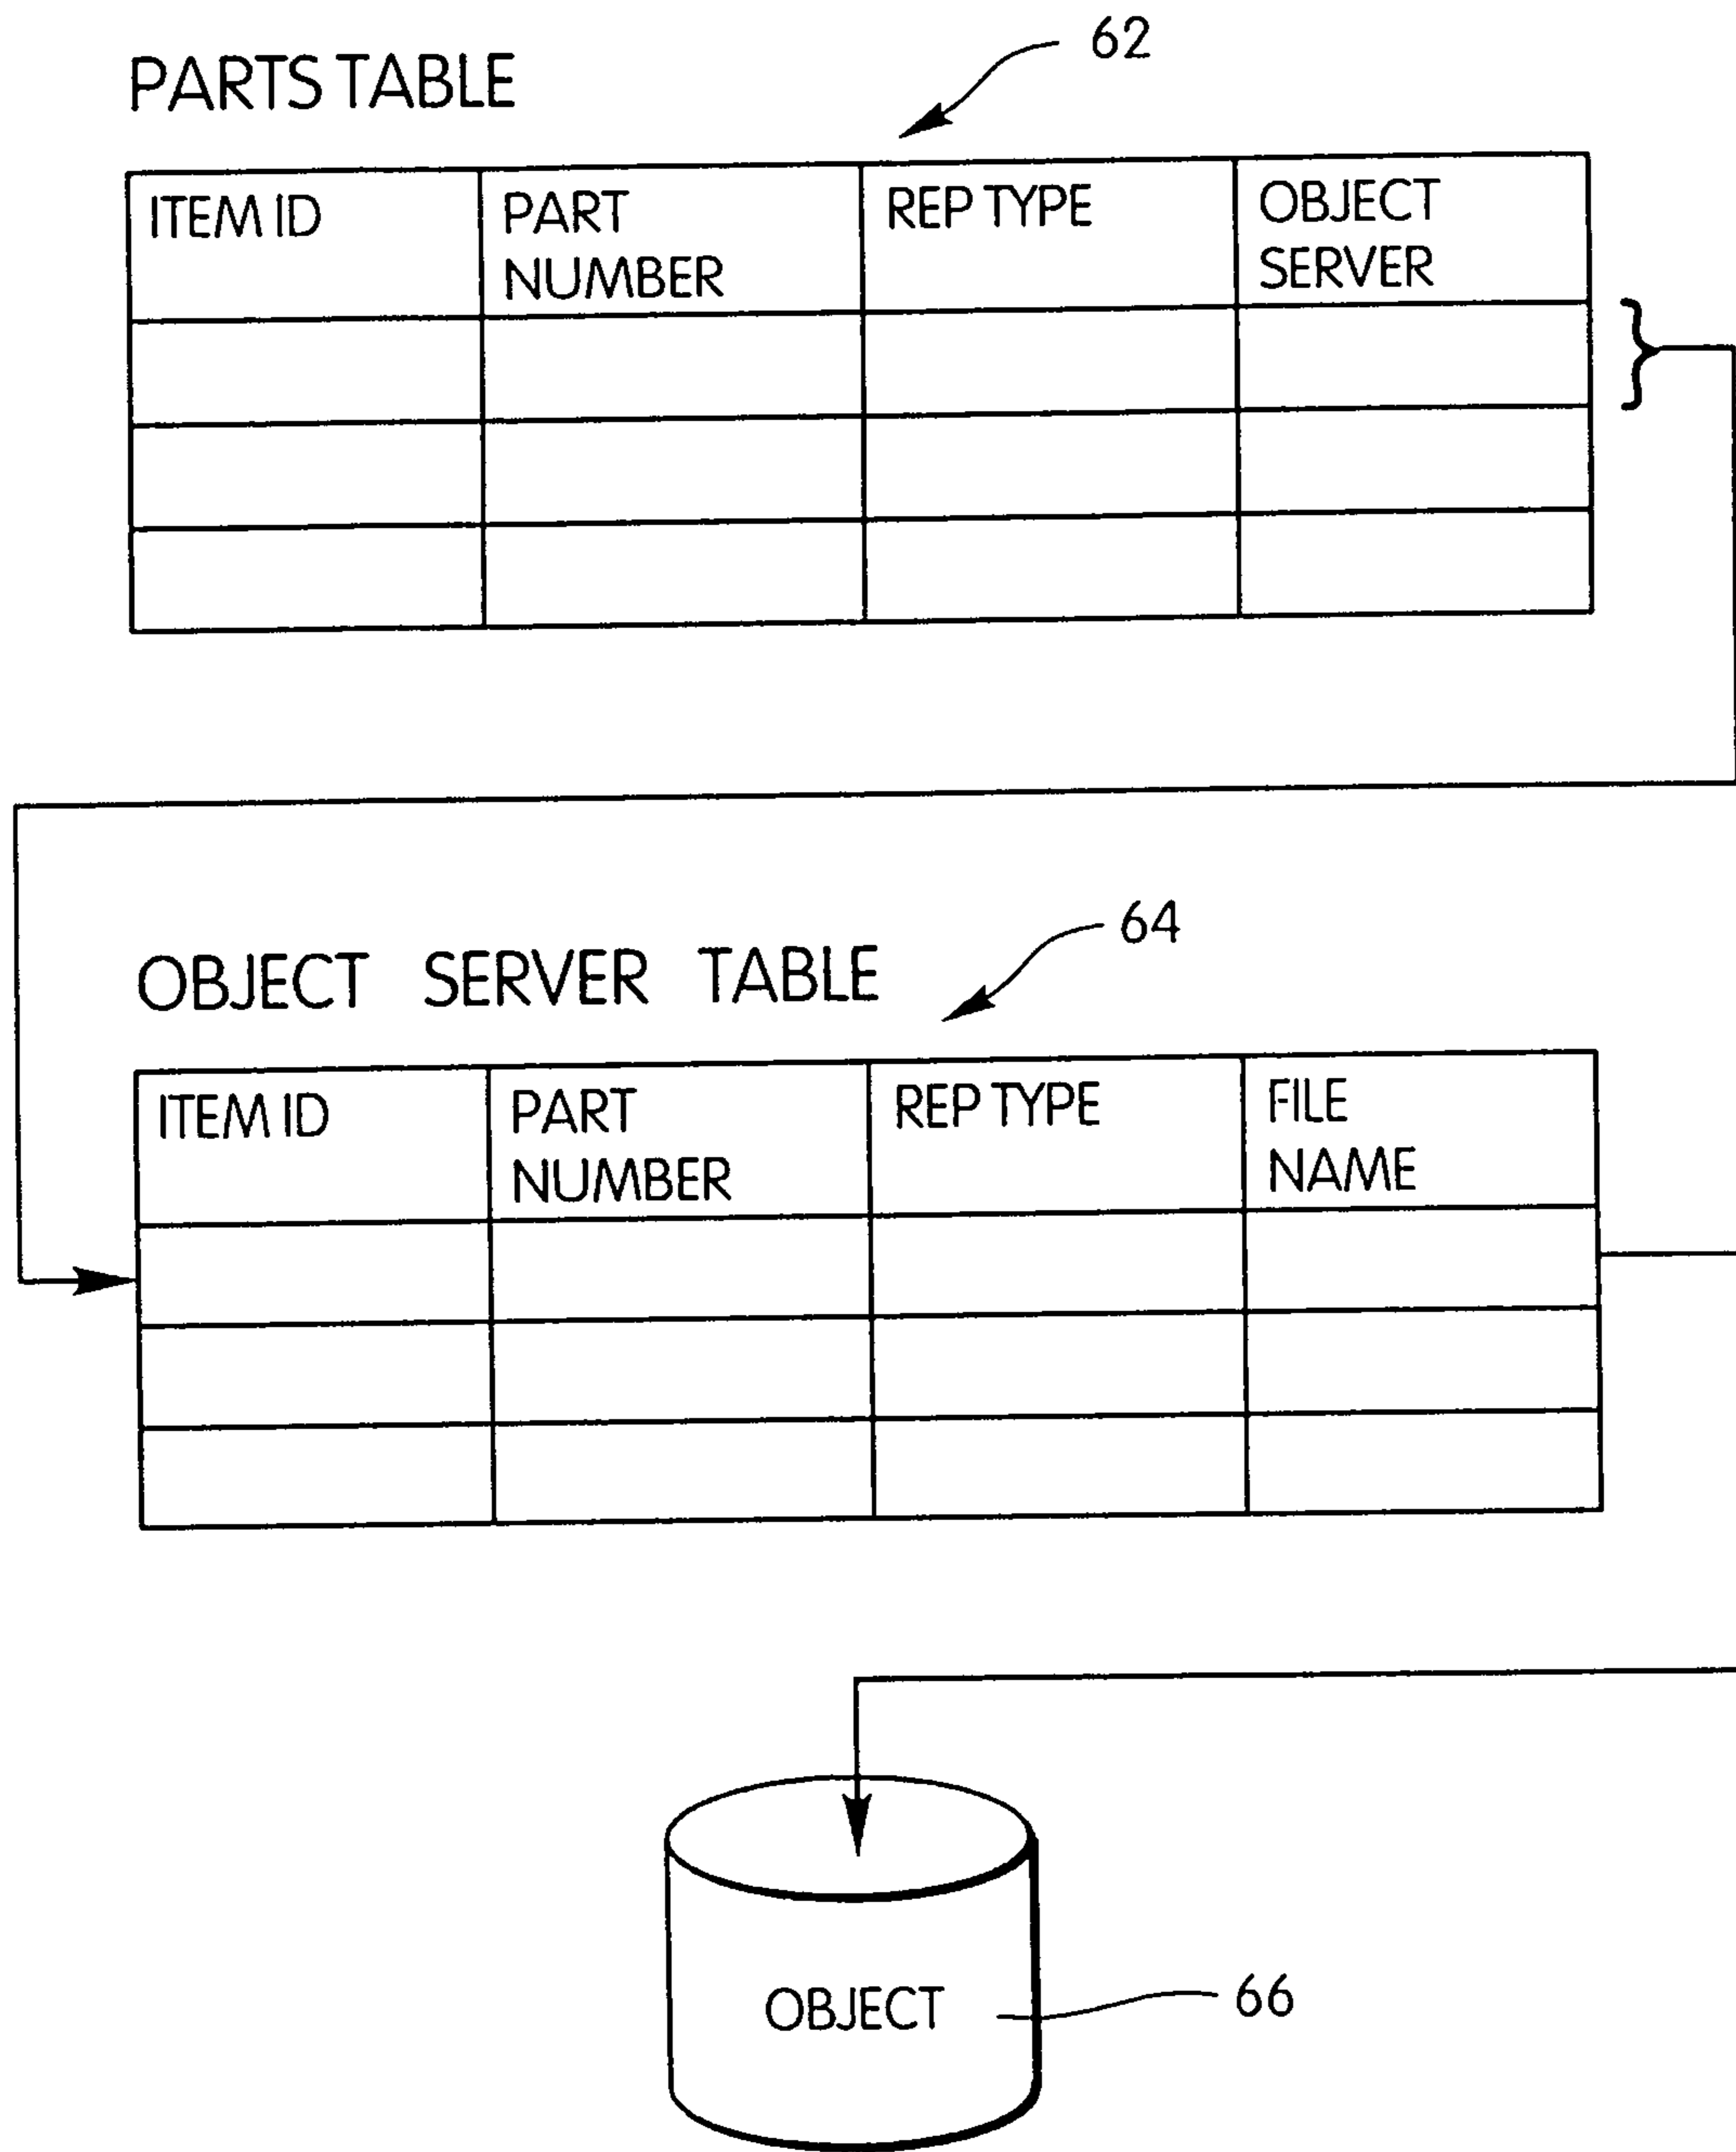 62
PARTS TABLE
ITEM ID
PART
NUMBER
REP TYPE
OBJECT
SERVER
64
OBJECT SERVER TABLE
ITEM ID
PART
NUMBER
REP TYPE
FILE
NAME
OBJECT
66